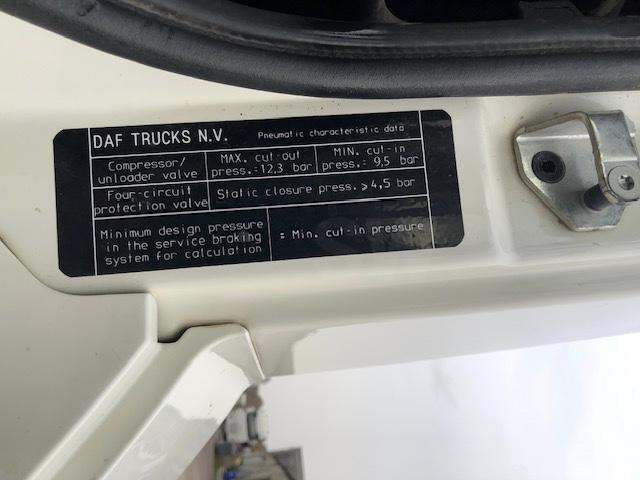 DAF TRUCKS N.V. Pneumatic characteristic data
Compressor/ MAX. cut-out MIN. cut-in
unloader valve press.:12,3 bar press.: 9,5 bar
Four-circuit
protection valve Static closure press. ≥4,5 bar
Minimum design pressure
in the service braking = Min. cut-in pressure
system for calculation